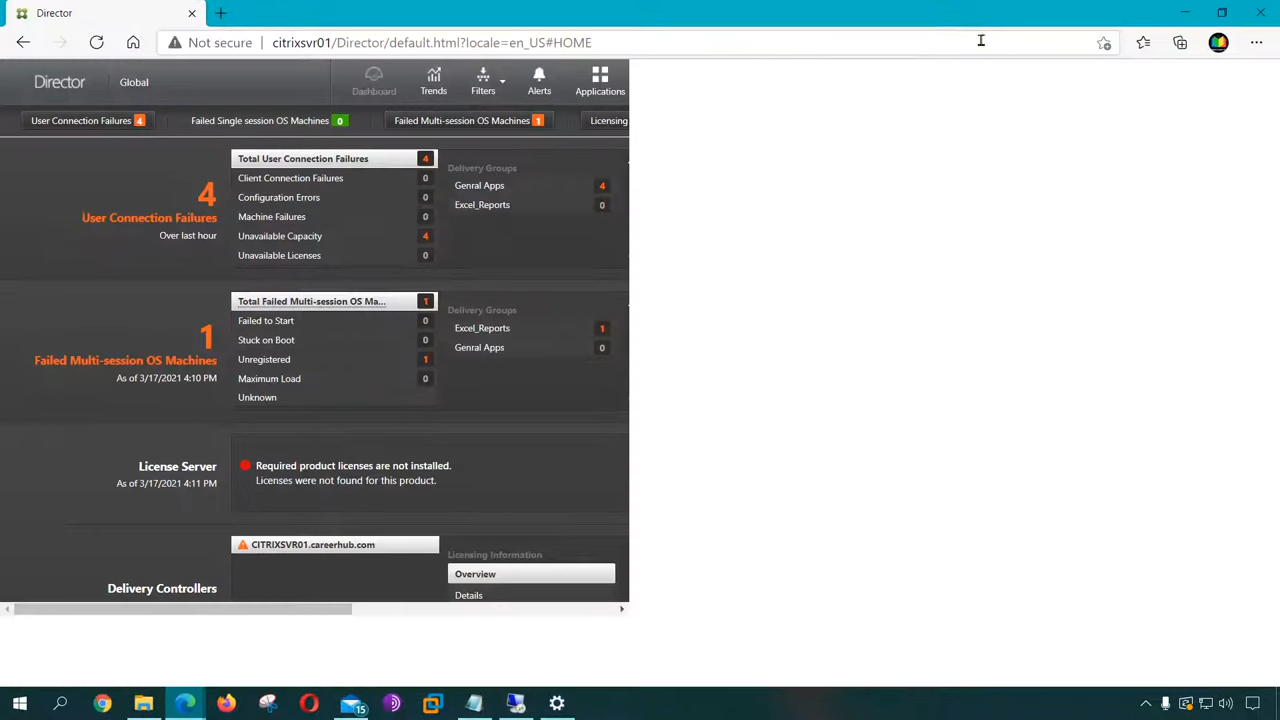 Director
Not secure | citrixsvr01/Director/default.html?locale=en_US#HOME
Director Global Dashboard Trends Filters Alerts Applications
User Connection Failures 4 Failed Single session OS Machines 0 Failed Multi-session OS Machines 1 Licensing
4
User Connection Failures
Over last hour
Total User Connection Failures 4
Client Connection Failures 0
Configuration Errors 0
Machine Failures 0
Unavailable Capacity 4
Unavailable Licenses 0
Delivery Groups
Genral Apps 4
Excel_Reports 0
1
Failed Multi-session OS Machines
As of 3/17/2021 4:10 PM
Total Failed Multi-session OS Ma... 1
Failed to Start 0
Stuck on Boot 0
Unregistered 1
Maximum Load 0
Unknown
Delivery Groups
Excel_Reports 1
Genral Apps 0
License Server
As of 3/17/2021 4:11 PM
Required product licenses are not installed.
Licenses were not found for this product.
Delivery Controllers
CITRIXSVR01.careerhub.com
Licensing Information
Overview
Details
15